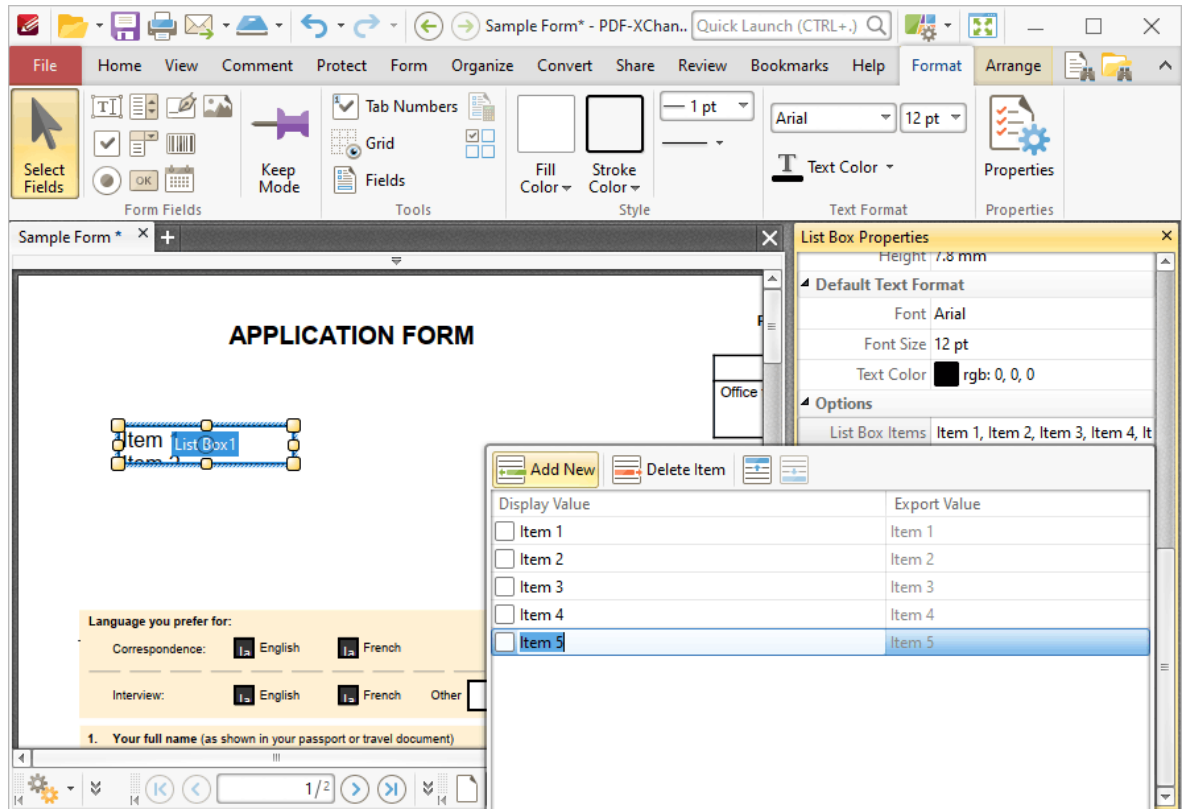 Sample Form* - PDF-XChan.. Quick Launch (CTRL+.)
File Home View Comment Protect Form Organize Convert Share Review Bookmarks Help Format Arrange
Select Fields
OK
Form Fields
Keep Mode
Tab Numbers
Grid
Fields
Tools
Fill Color
Stroke Color
1 pt
Style
Arial 12 pt
Text Color
Text Format
Properties
Properties
Sample Form *
List Box Properties
Height 7.8 mm
Default Text Format
Font Arial
Font Size 12 pt
Text Color rgb: 0, 0, 0
Options
List Box Items Item 1, Item 2, Item 3, Item 4, It
APPLICATION FORM
Office
Item
List Box1
Item 2
Add New Delete Item
Display Value Export Value
Item 1 Item 1
Item 2 Item 2
Item 3 Item 3
Item 4 Item 4
Item 5 Item 5
Language you prefer for:
Correspondence: English French
Interview: English French Other
1. Your full name (as shown in your passport or travel document)
1/2